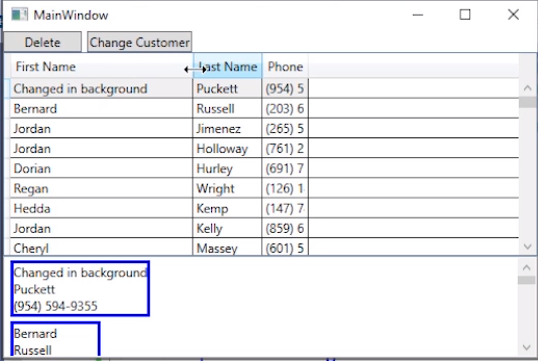 MainWindow
Delete Change Customer
First Name Last Name Phone
Changed in background Puckett (954) 5
Bernard Russell (203) 6
Jordan Jimenez (265) 5
Jordan Holloway (761) 2
Dorian Hurley (691) 7
Regan Wright (126) 1
Hedda Kemp (147) 7
Jordan Kelly (859) 6
Cheryl Massey (601) 5
Changed in background
Puckett
(954) 594-9355
Bernard
Russell